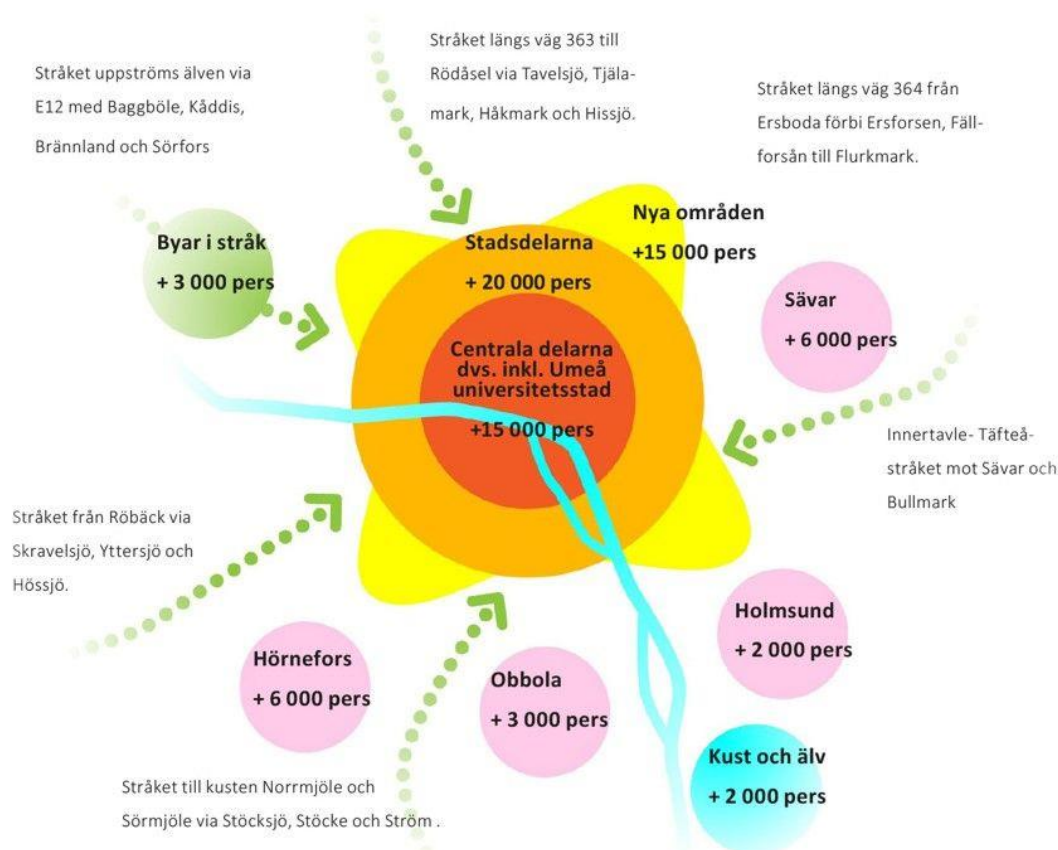 Stråket längs väg 363 till
Rödåsel via Tavelsjö, Tjäla-
mark, Håkmark och Hissjö.
Stråket uppströms älven via
E12 med Baggböle, Kåddis,
Brännland och Sörfors
Stråket längs väg 364 från
Ersboda förbi Ersforsen, Fäll-
forsån till Flurkmark.
Byar i stråk
+ 3 000 pers
Stadsdelarna
+ 20 000 pers
Nya områden
+15 000 pers
Sävar
+ 6 000 pers
Centrala delarna
dvs. inkl. Umeå
universitetsstad
+15 000 pers
Innertavle- Täfteå-
stråket mot Sävar och
Bullmark
Stråket från Röbäck via
Skravelsjö, Yttersjö och
Hössjö.
Hörnefors
+ 6 000 pers
Obbola
+ 3 000 pers
Holmsund
+ 2 000 pers
Kust och älv
+ 2 000 pers
Stråket till kusten Norrmjöle och
Sörmjöle via Stöcksjö, Stöcke och Ström .